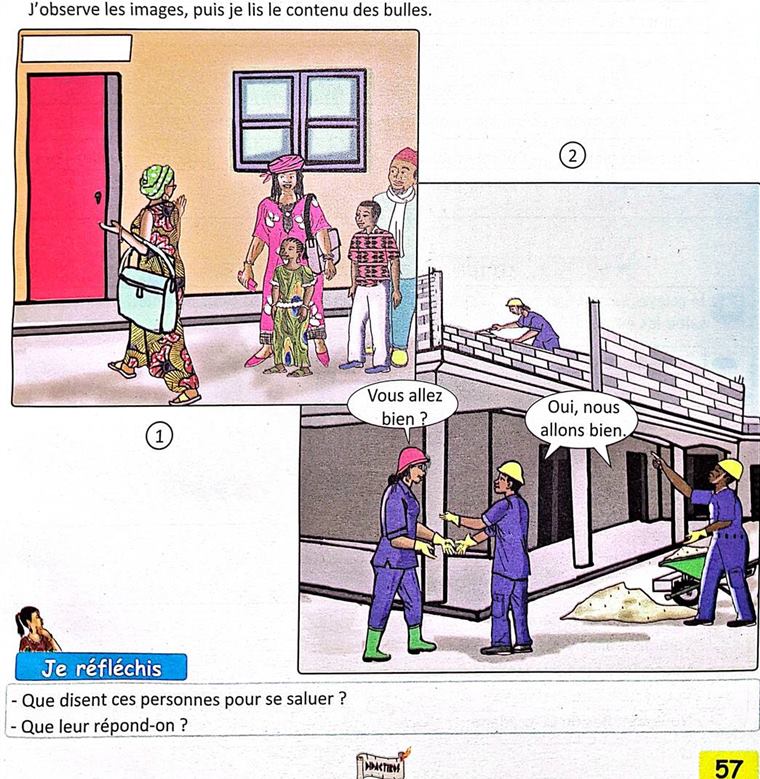 J'observe les images, puis je lis le contenu des bulles.
1
2
Vous allez
bien ?
Oui, nous
allons bien.
Je réfléchis
- Que disent ces personnes pour se saluer ?
- Que leur répond-on ?
DIDACTIKOS
57